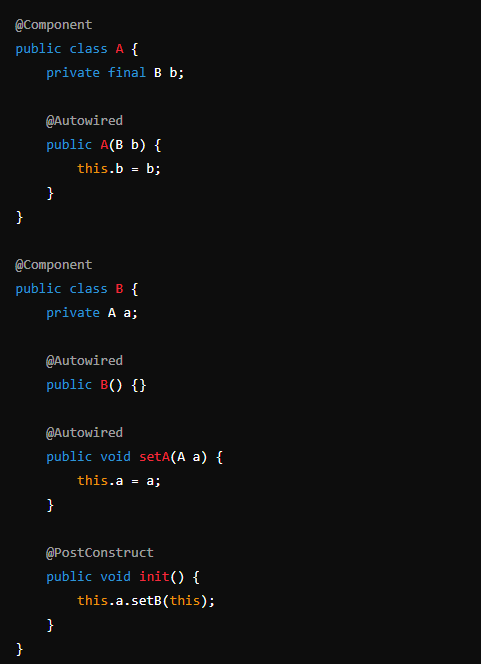 @Component
public class A {
    private final B b;

    @Autowired
    public A(B b) {
        this.b = b;
    }
}

@Component
public class B {
    private A a;

    @Autowired
    public B() {}

    @Autowired
    public void setA(A a) {
        this.a = a;
    }

    @PostConstruct
    public void init() {
        this.a.setB(this);
    }
}